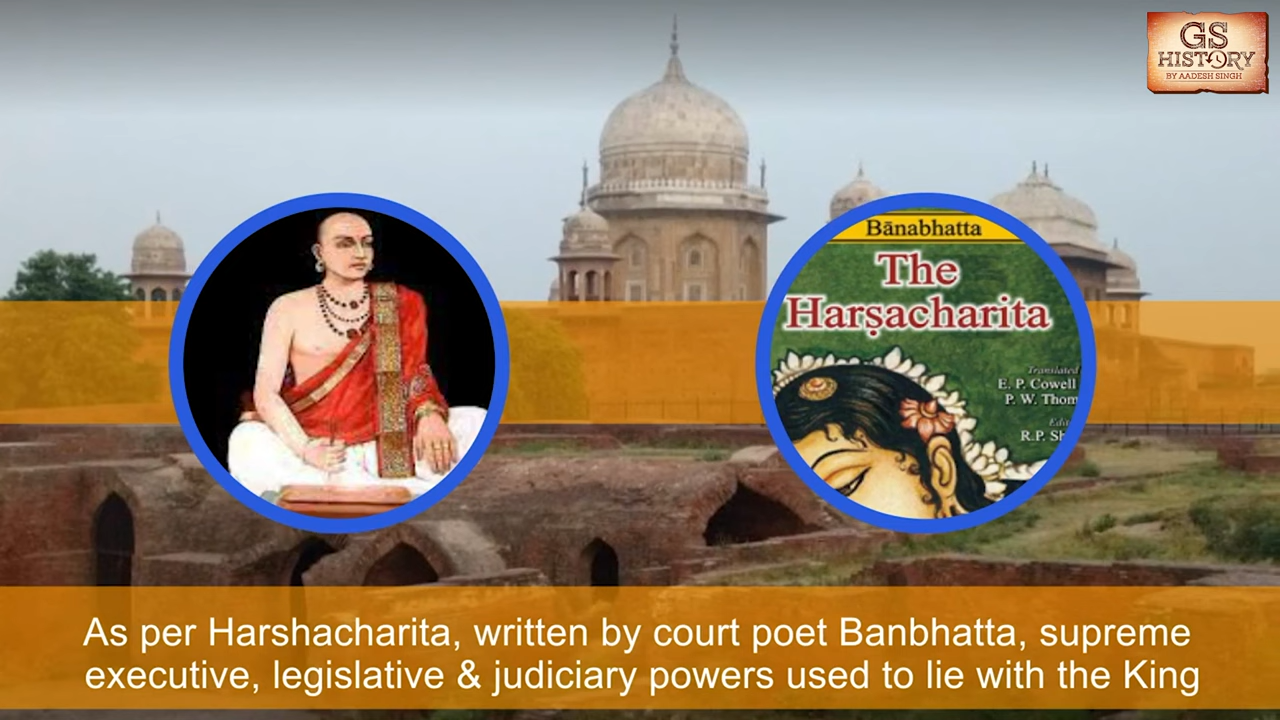 GS
HISTORY
BY AADESH SINGH
Bānabhatta
The
Harṣacharita
Translated
E. P. Cowell
P. W. Thom
R.P. Sh
As per Harshacharita, written by court poet Banbhatta, supreme
executive, legislative & judiciary powers used to lie with the King